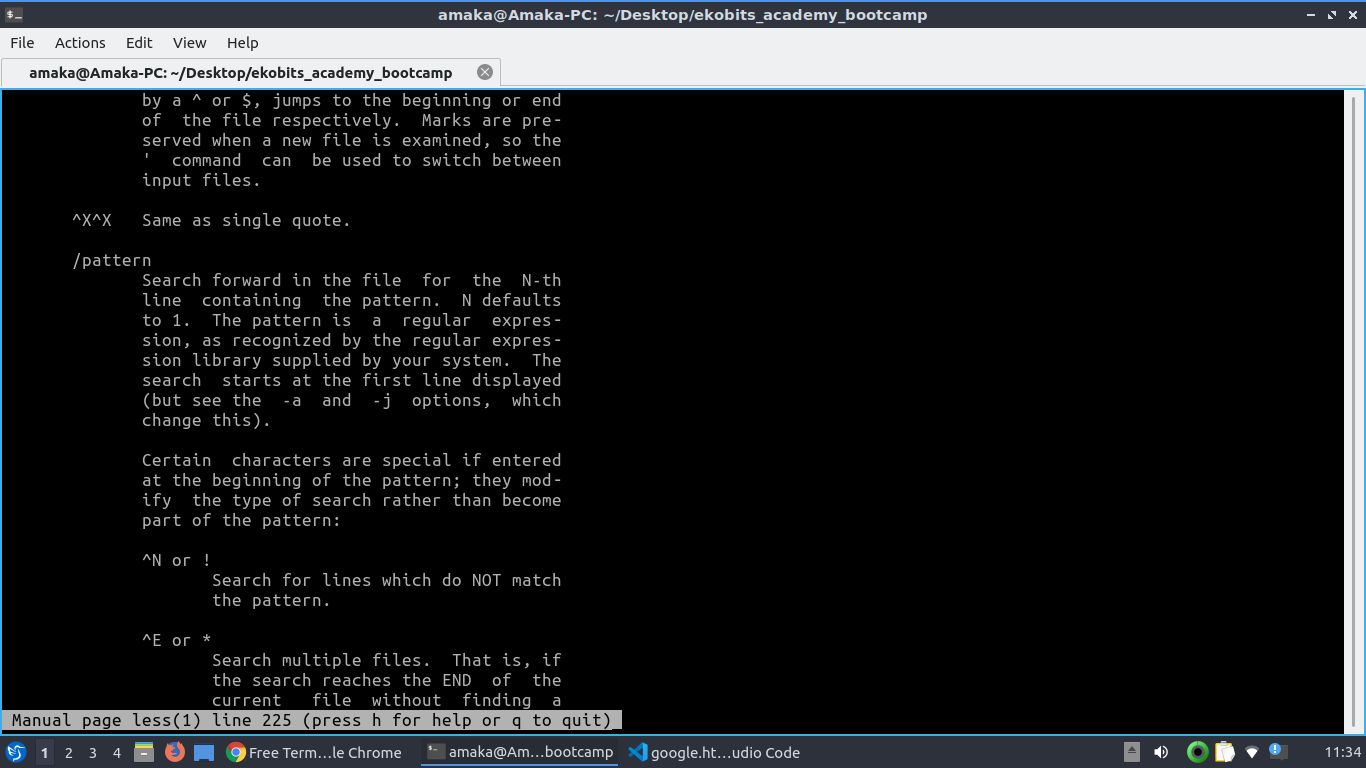 amaka@Amaka-PC: ~/Desktop/ekobits_academy_bootcamp
File Actions Edit View Help
amaka@Amaka-PC: ~/Desktop/ekobits_academy_bootcamp
by a ^ or $, jumps to the beginning or end
of  the file respectively.  Marks are pre-
served when a new file is examined, so the
'  command  can  be used to switch between
input files.
^X^X   Same as single quote.
/pattern
Search forward in the file  for  the  N-th
line  containing  the pattern.  N defaults
to 1.  The pattern is  a  regular  expres-
sion, as recognized by the regular expres-
sion library supplied by your system.  The
search  starts at the first line displayed
(but see the  -a  and  -j  options,  which
change this).
Certain  characters are special if entered
at the beginning of the pattern; they mod-
ify  the type of search rather than become
part of the pattern:
^N or !
Search for lines which do NOT match
the pattern.
^E or *
Search multiple files.  That is, if
the search reaches the END  of  the
current   file  without  finding  a
Manual page less(1) line 225 (press h for help or q to quit)
1 2 3 4 Free Term…le Chrome amaka@Am…bootcamp google.ht…udio Code 11:34